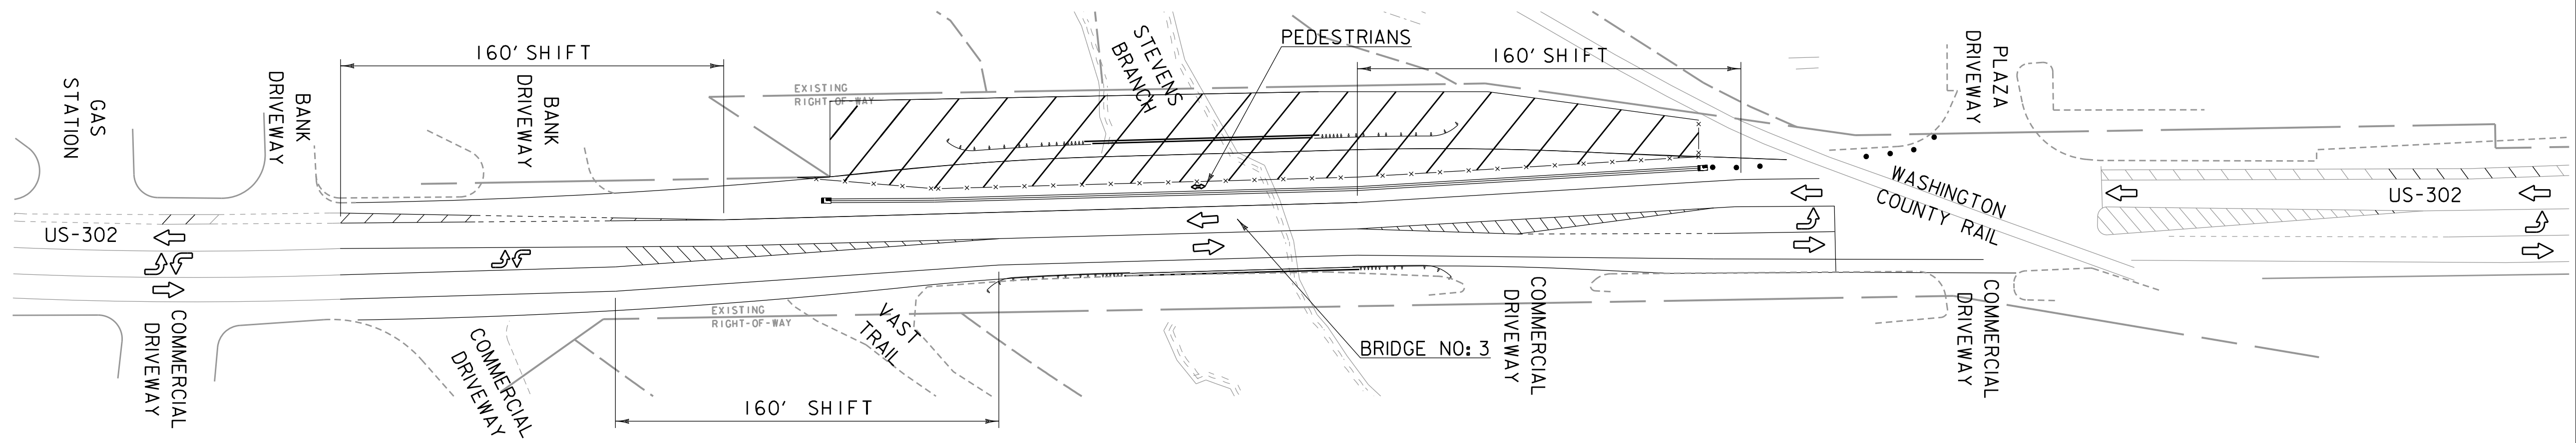 160' SHIFT
PEDESTRIANS
160' SHIFT
GAS
STATION
BANK
DRIVEWAY
BANK
DRIVEWAY
EXISTING
RIGHT-OF-WAY
STEVENS
BRANCH
PLAZA
DRIVEWAY
US-302
WASHINGTON
COUNTY RAIL
US-302
COMMERCIAL
DRIVEWAY
COMMERCIAL
DRIVEWAY
EXISTING
RIGHT-OF-WAY
VAST
TRAIL
160' SHIFT
BRIDGE NO: 3
COMMERCIAL
DRIVEWAY
COMMERCIAL
DRIVEWAY